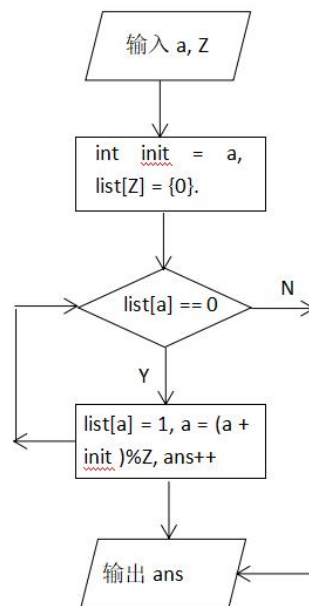 输入 a, Z
int init = a,
list[Z] = {0}.
list[a] == 0
N
Y
list[a] = 1, a = (a +
init )%Z, ans++
输出 ans